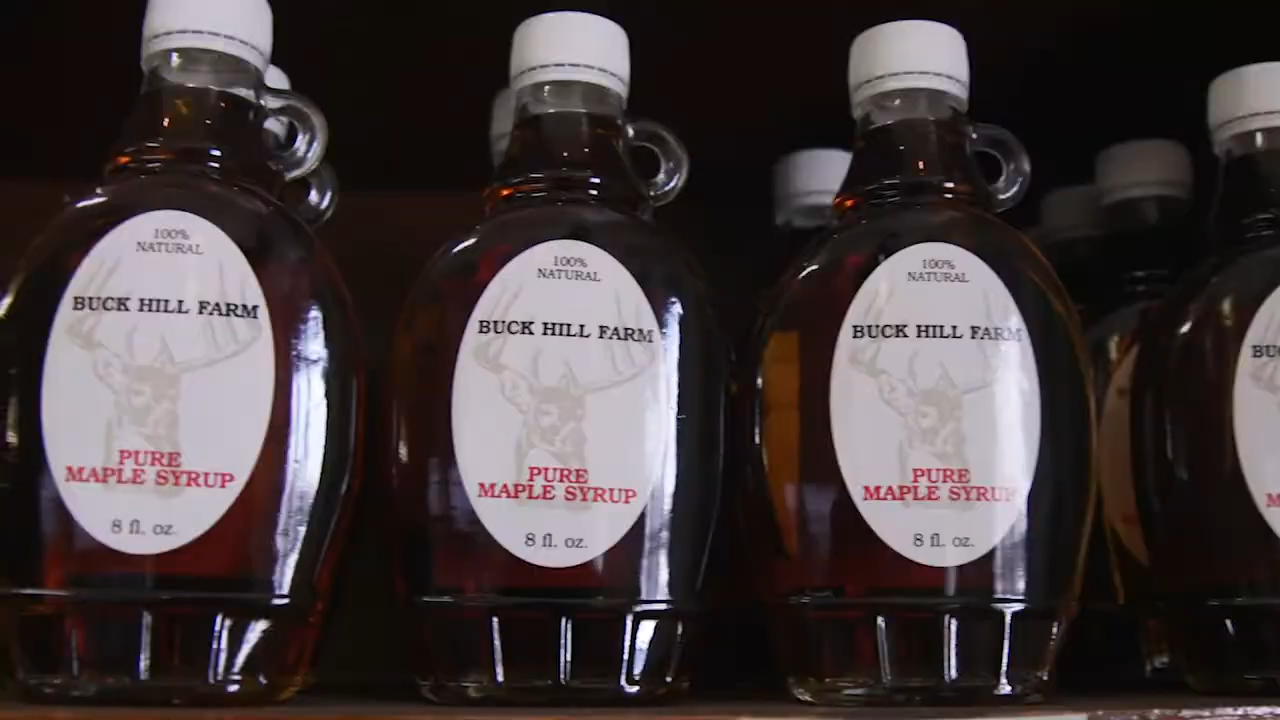 100%
NATURAL
BUCK HILL FARM
PURE
MAPLE SYRUP
8 fl. oz.
100%
NATURAL
BUCK HILL FARM
PURE
MAPLE SYRUP
8 fl. oz.
100%
NATURAL
BUCK HILL FARM
PURE
MAPLE SYRUP
8 fl. oz.